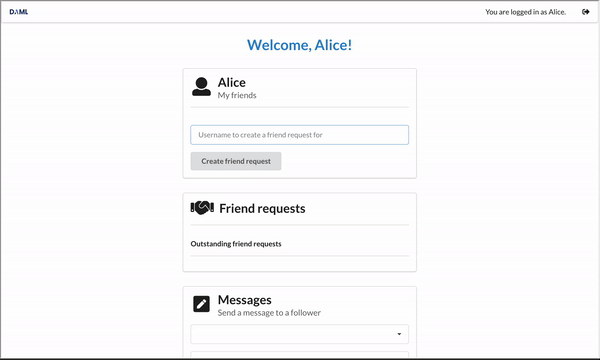 DAML
You are logged in as Alice.
Welcome, Alice!
Alice
My friends
Username to create a friend request for
Create friend request
Friend requests
Outstanding friend requests
Messages
Send a message to a follower